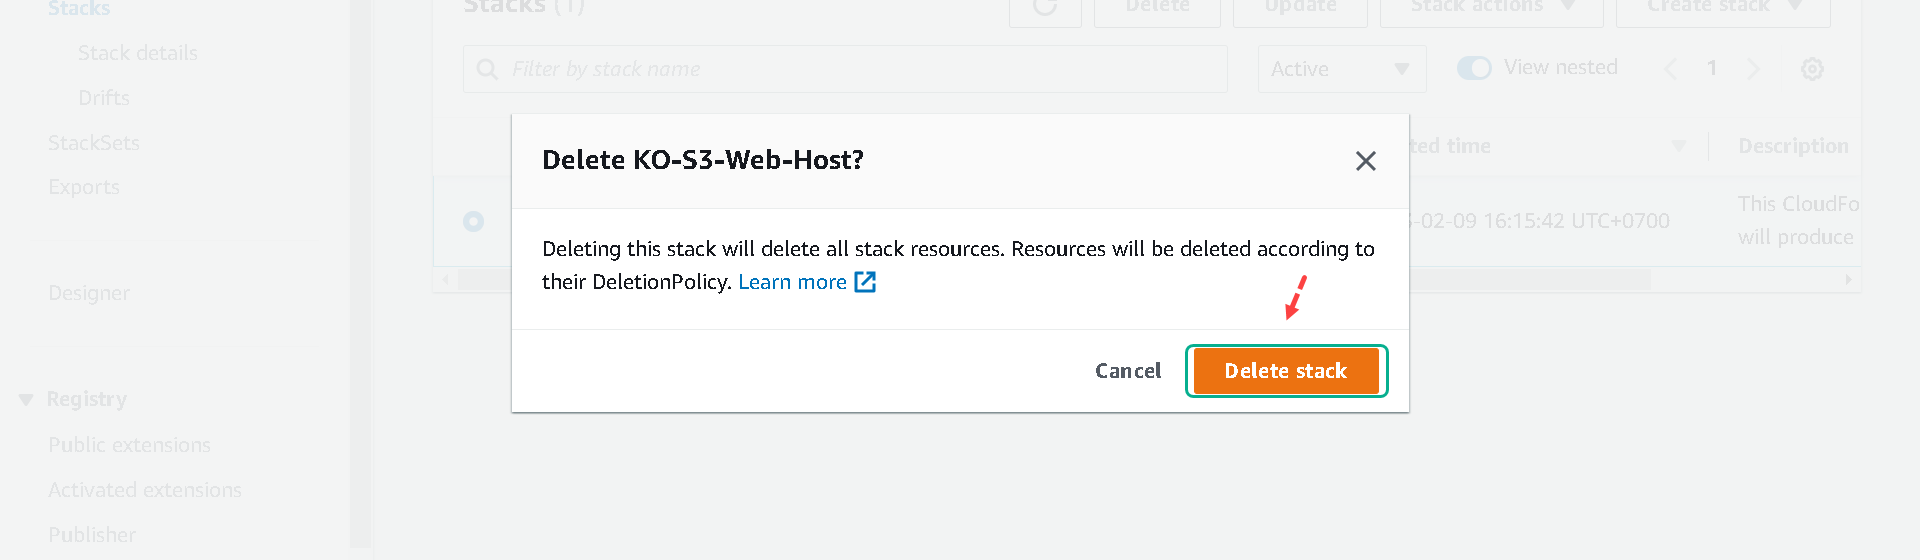 Stacks
Stack details
Drifts
StackSets
Exports
Designer
Registry
Public extensions
Activated extensions
Publisher
Stacks (1)
Delete
Update
Stack actions
Create stack
Filter by stack name
Active
View nested
1
ted time
Description
-02-09 16:15:42 UTC+0700
This CloudFo
will produce
Delete KO-S3-Web-Host?
Deleting this stack will delete all stack resources. Resources will be deleted according to
their DeletionPolicy. Learn more
Cancel
Delete stack